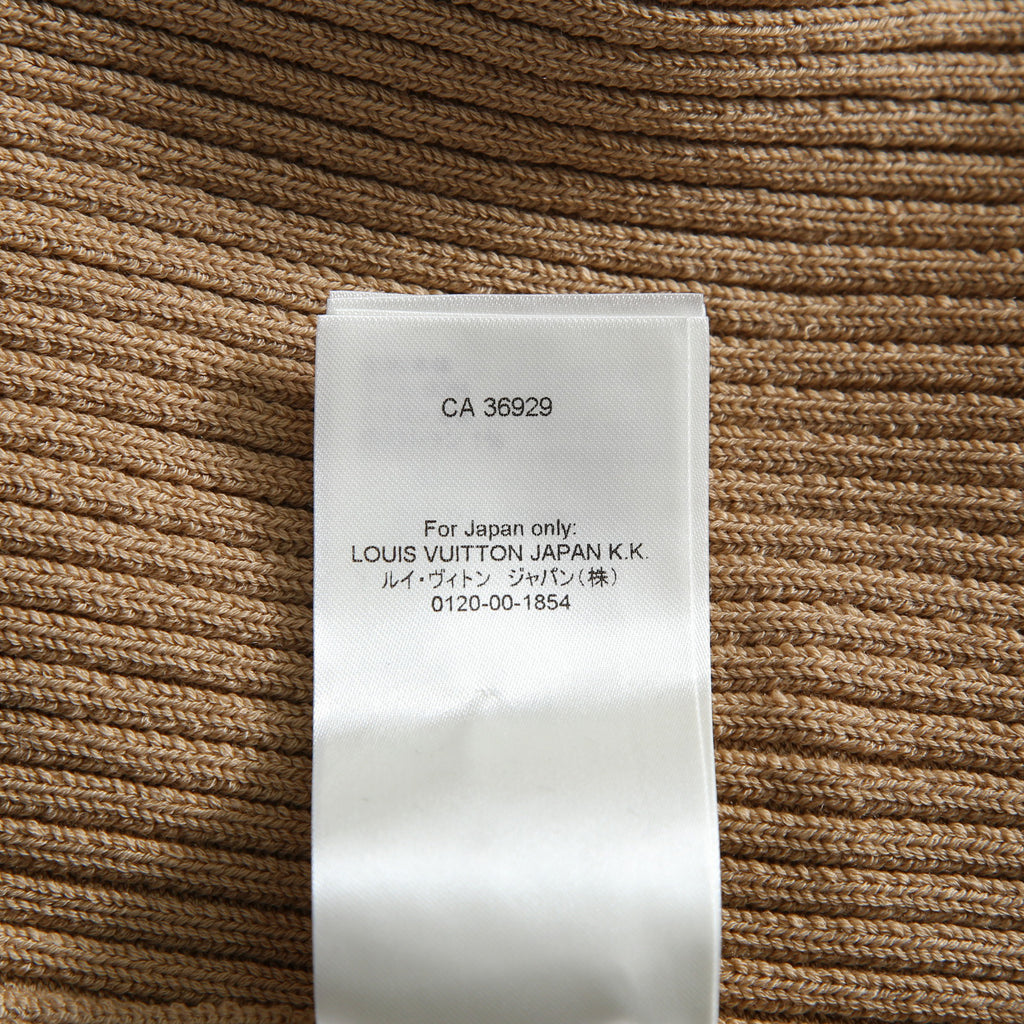 CA 36929
For Japan only:
LOUIS VUITTON JAPAN K.K.
ルイ・ヴィトン ジャパン(株)
0120-00-1854